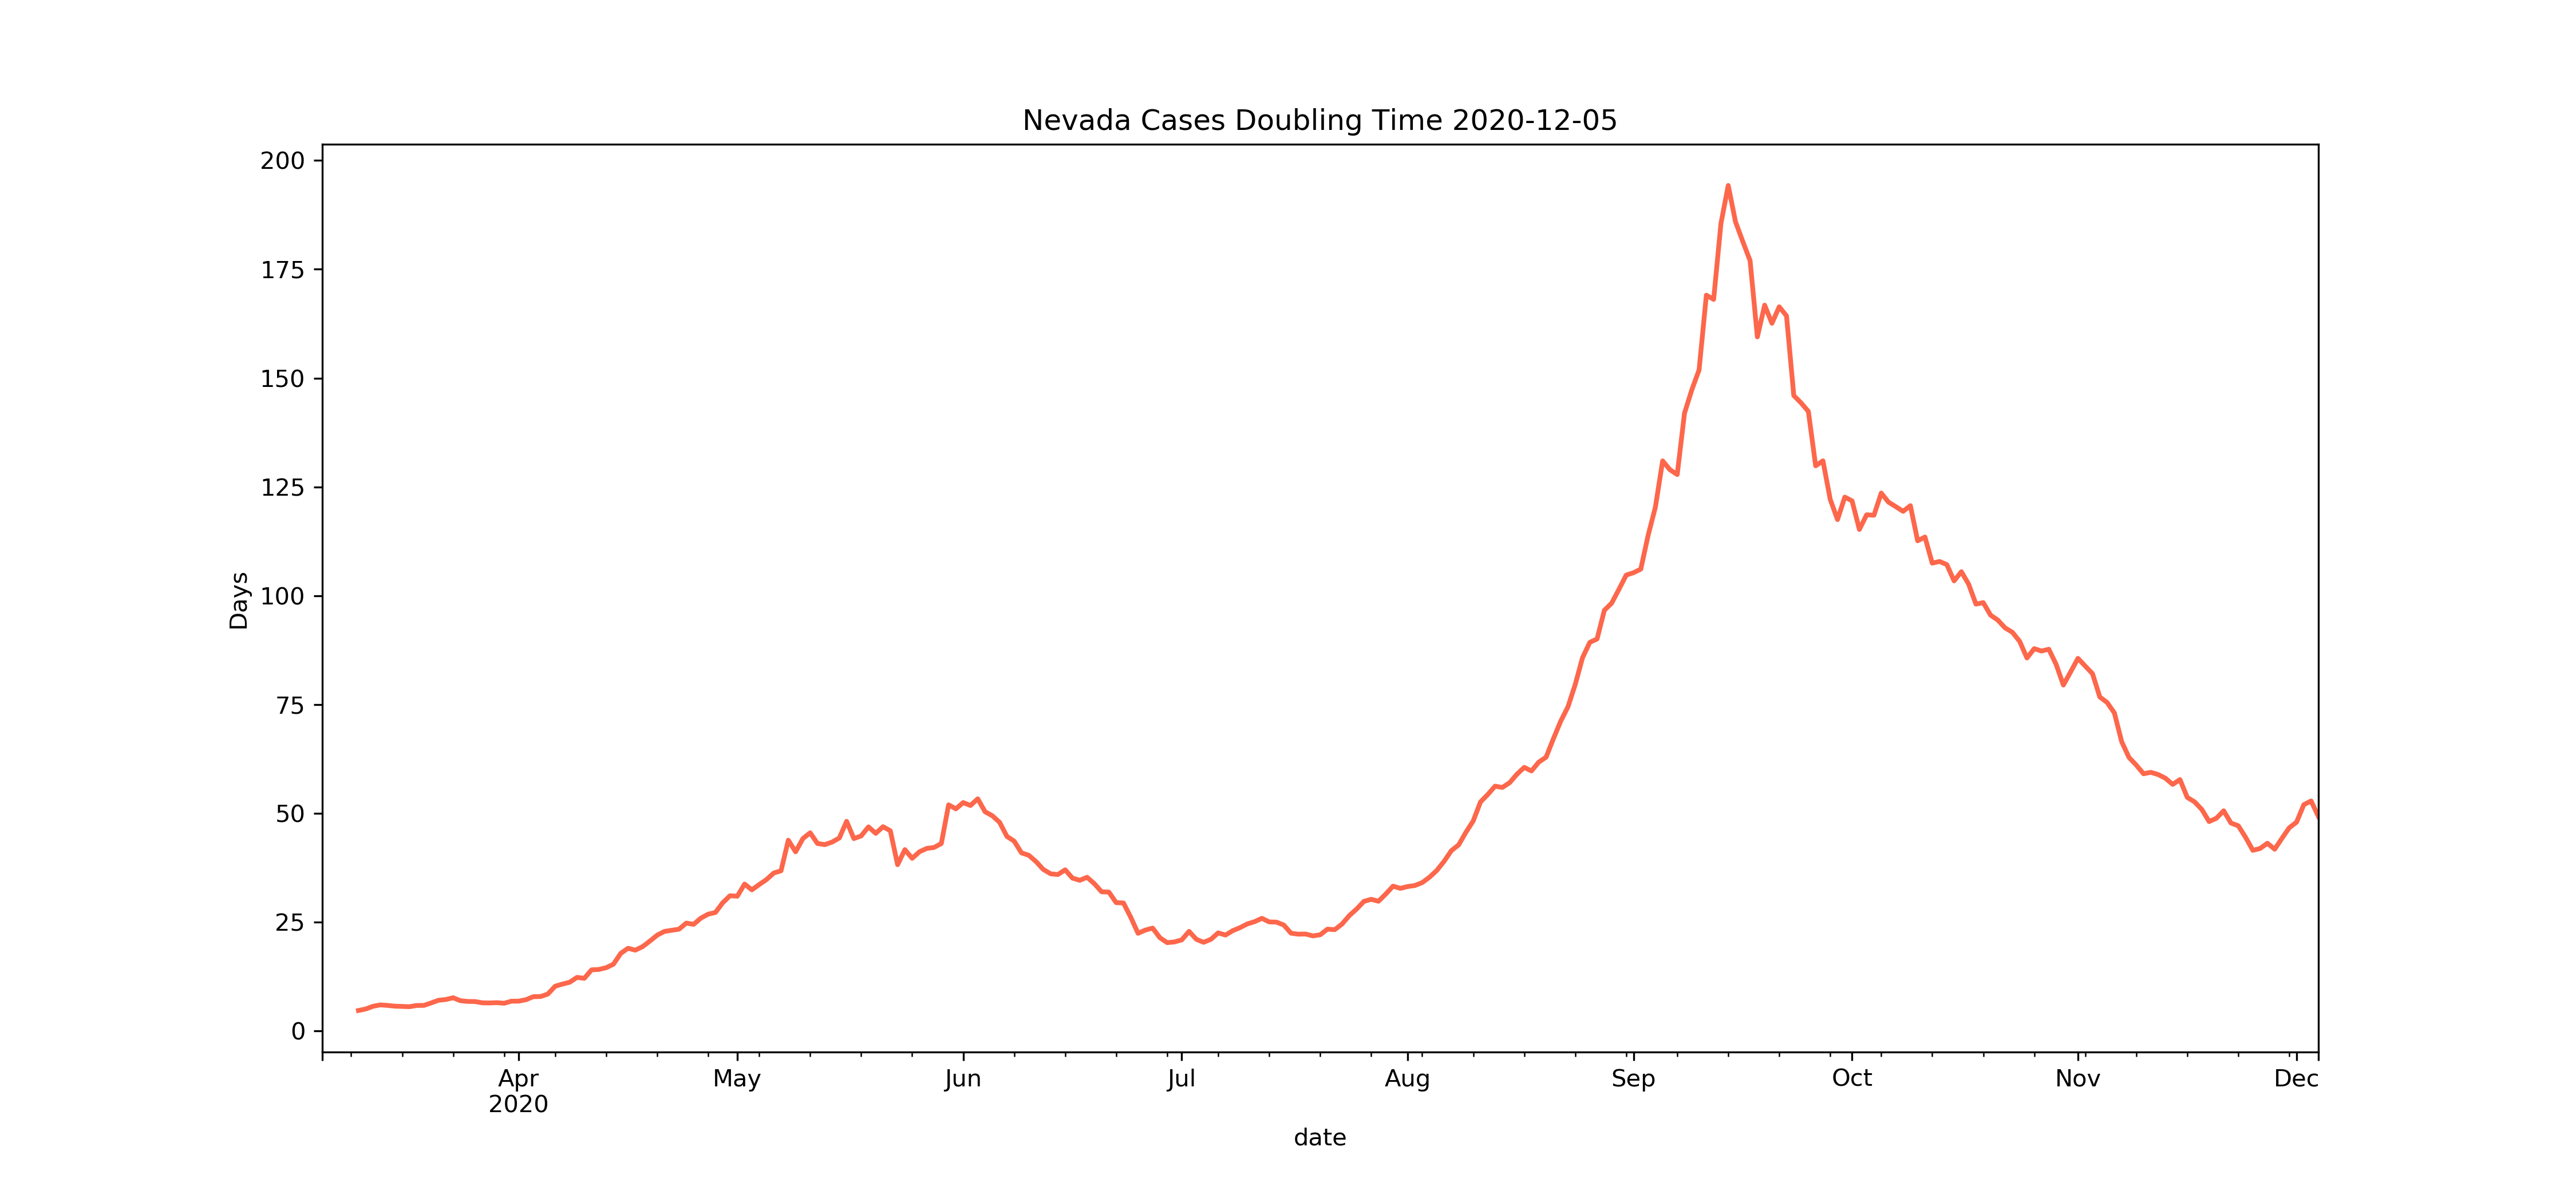 Nevada Cases Doubling Time 2020-12-05
200
175
150
125
100
75
50
25
0
Days
Apr May Jun Jul Aug Sep Oct Nov Dec
2020
date